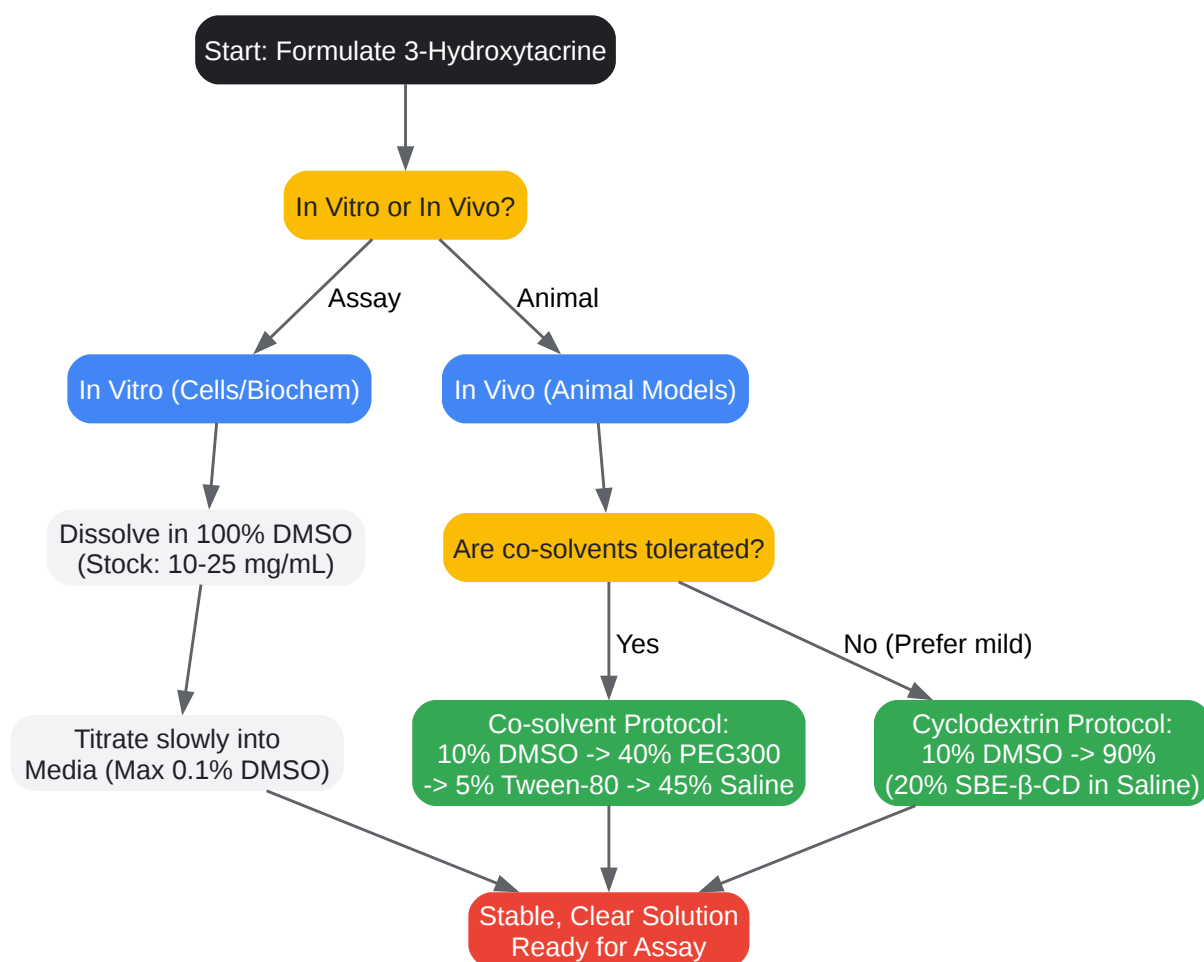 Start: Formulate 3-Hydroxytacrine
In Vitro or In Vivo?
Assay
Animal
In Vitro (Cells/Biochem)
In Vivo (Animal Models)
Dissolve in 100% DMSO
(Stock: 10-25 mg/mL)
Are co-solvents tolerated?
Yes
No (Prefer mild)
Titrate slowly into
Media (Max 0.1% DMSO)
Co-solvent Protocol:
10% DMSO -> 40% PEG300
-> 5% Tween-80 -> 45% Saline
Cyclodextrin Protocol:
10% DMSO -> 90%
(20% SBE-β-CD in Saline)
Stable, Clear Solution
Ready for Assay